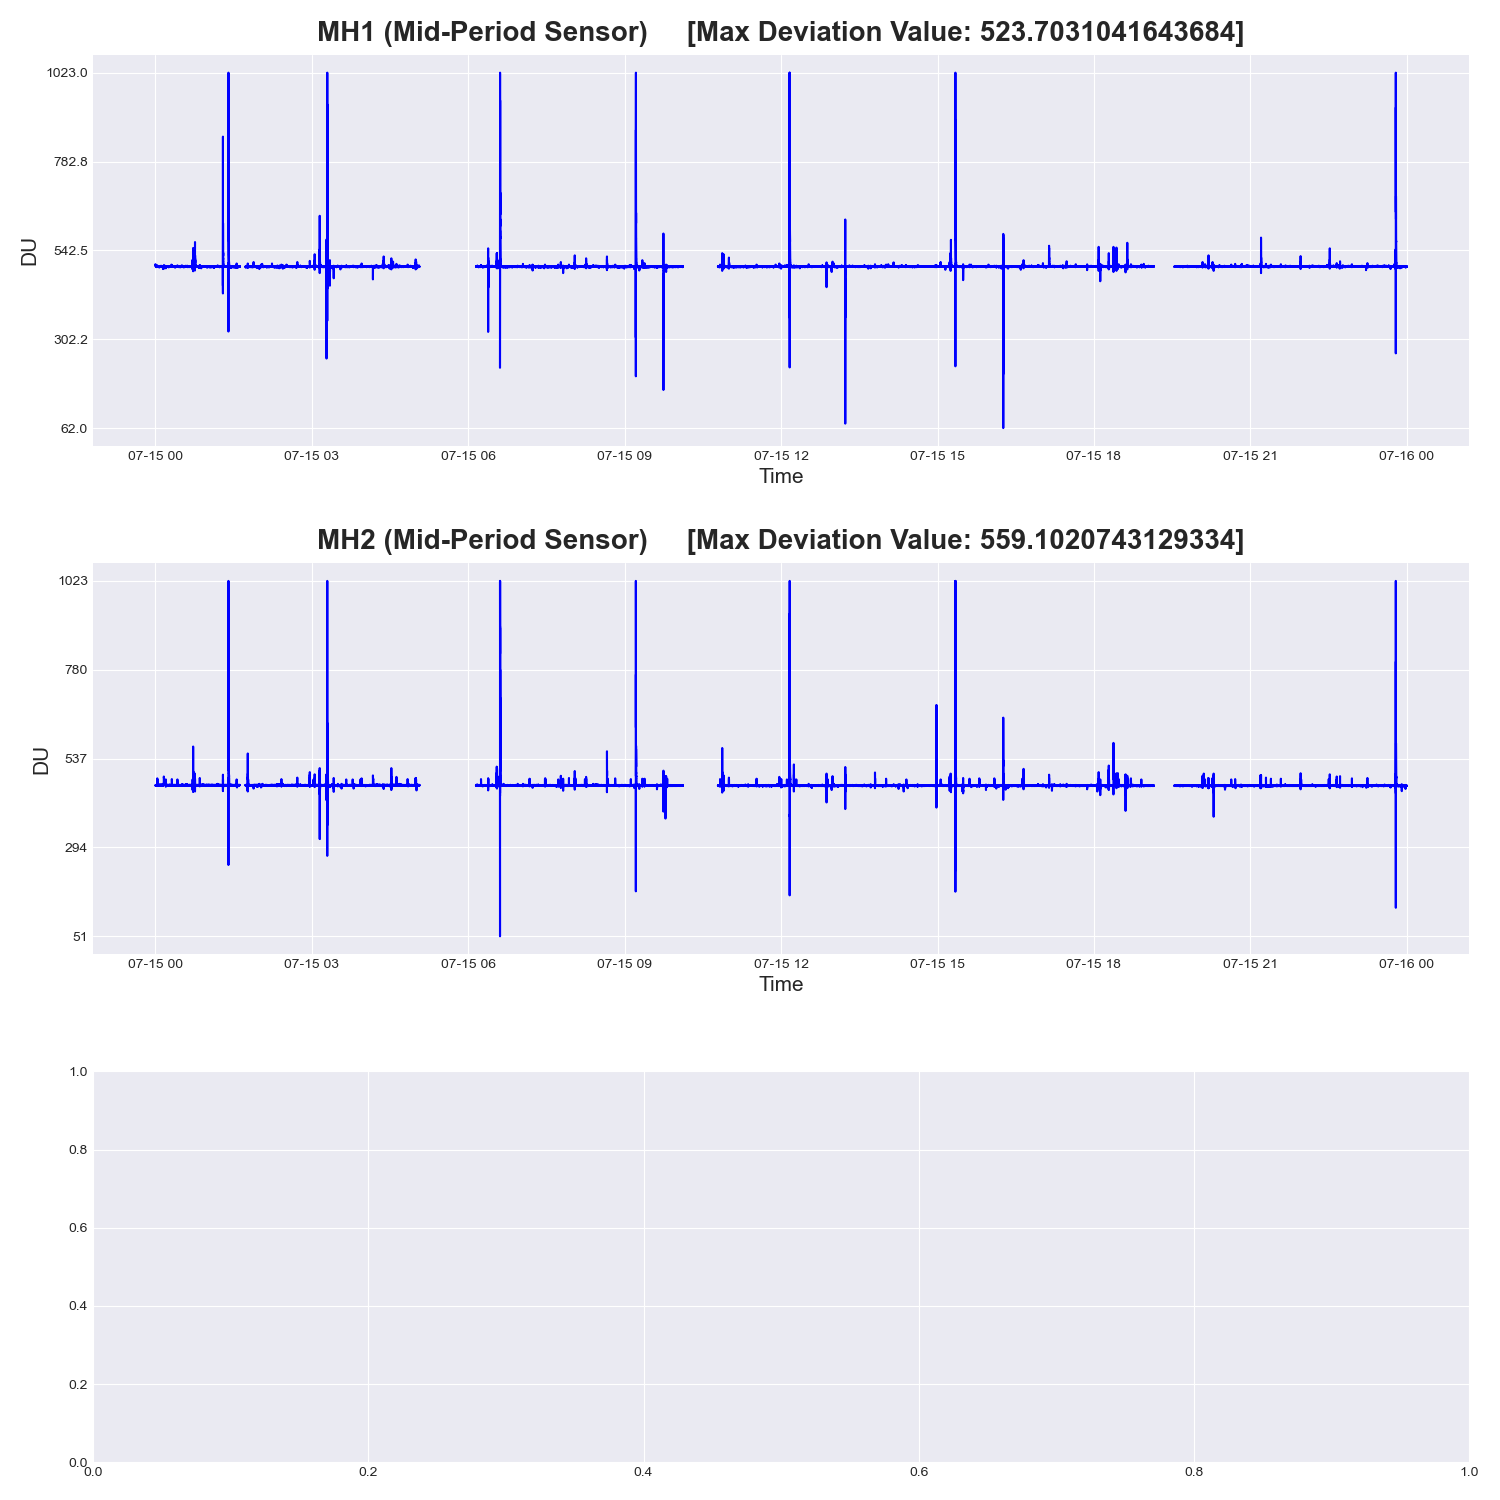 MH1 (Mid-Period Sensor) [Max Deviation Value: 523.7031041643684]
DU
1023.0
782.8
542.5
302.2
62.0
07-15 00 07-15 03 07-15 06 07-15 09 07-15 12 07-15 15 07-15 18 07-15 21 07-16 00
Time
MH2 (Mid-Period Sensor) [Max Deviation Value: 559.1020743129334]
DU
1023
780
537
294
51
07-15 00 07-15 03 07-15 06 07-15 09 07-15 12 07-15 15 07-15 18 07-15 21 07-16 00
Time
1.0
0.8
0.6
0.4
0.2
0.0
0.0 0.2 0.4 0.6 0.8 1.0